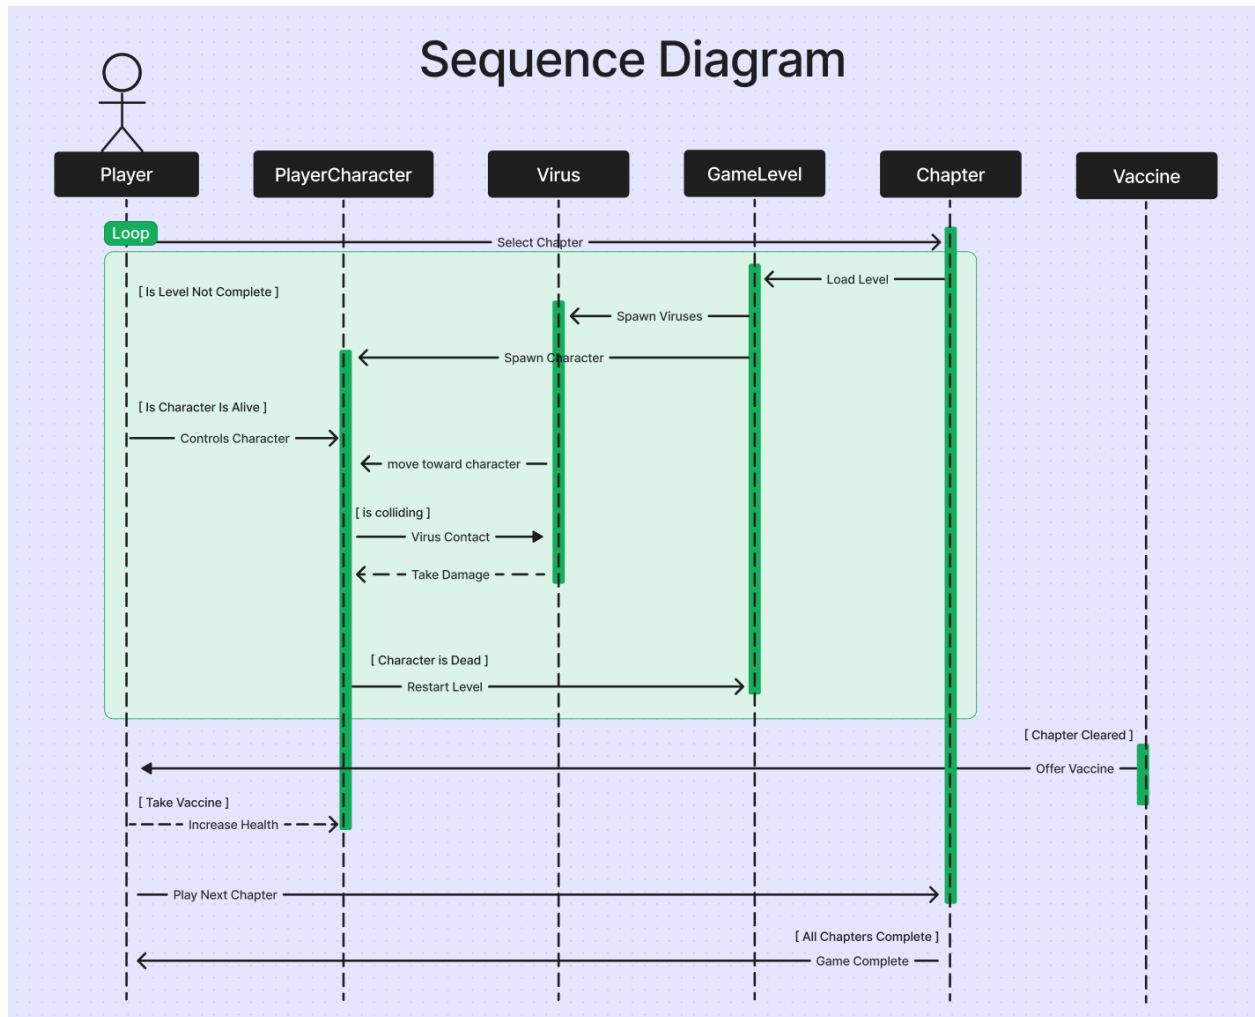 Sequence Diagram
Player
PlayerCharacter
Virus
GameLevel
Chapter
Vaccine
Loop
Select Chapter
Load Level
[ Is Level Not Complete ]
Spawn Viruses
Spawn Character
[ Is Character Is Alive ]
Controls Character
move toward character
[ is colliding ]
Virus Contact
Take Damage
[ Character is Dead ]
Restart Level
[ Chapter Cleared ]
Offer Vaccine
[ Take Vaccine ]
Increase Health
Play Next Chapter
[ All Chapters Complete ]
Game Complete